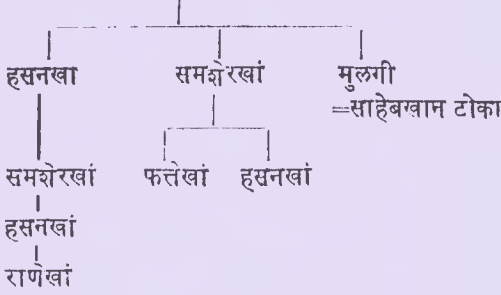 हसनखा समशेरखां मुलगी
=साहेबखान टोका
समशेरखां फत्तेखां हसनखां
हसनखां
राणेखां